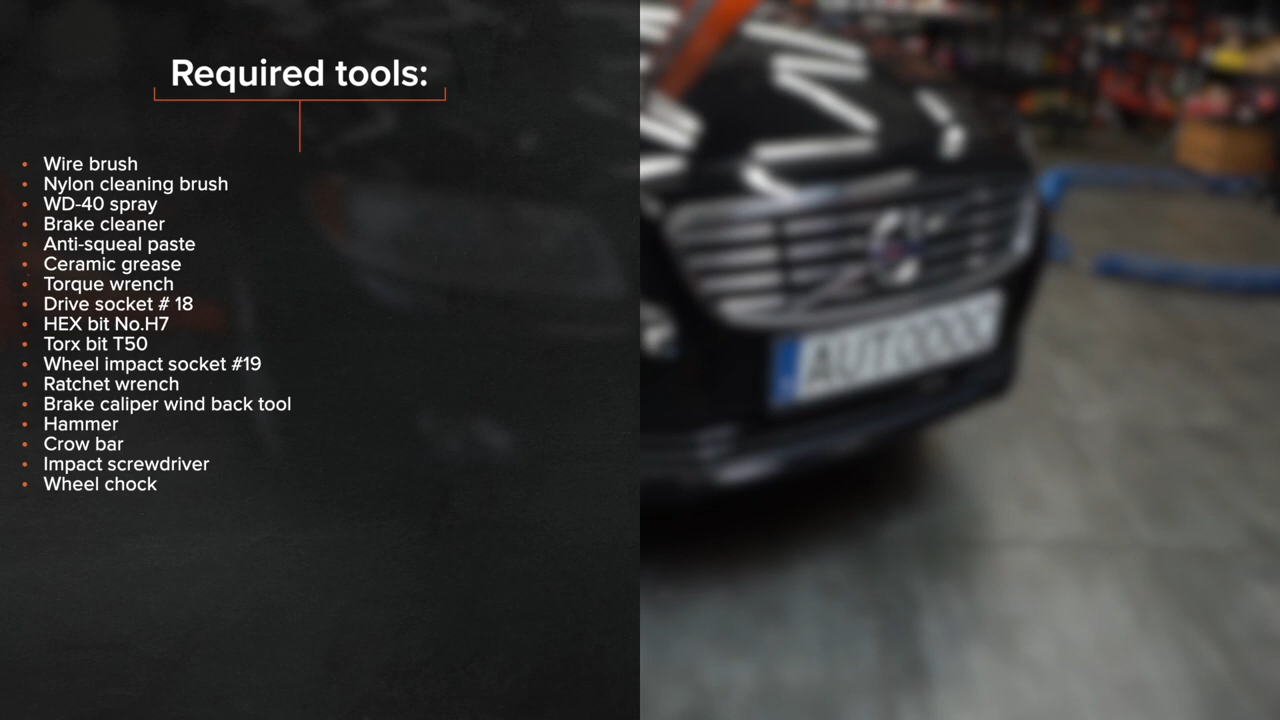 Required tools:
• Wire brush
• Nylon cleaning brush
• WD-40 spray
• Brake cleaner
• Anti-squeal paste
• Ceramic grease
• Torque wrench
• Drive socket # 18
• HEX bit No.H7
• Torx bit T50
• Wheel impact socket #19
• Ratchet wrench
• Brake caliper wind back tool
• Hammer
• Crow bar
• Impact screwdriver
• Wheel chock